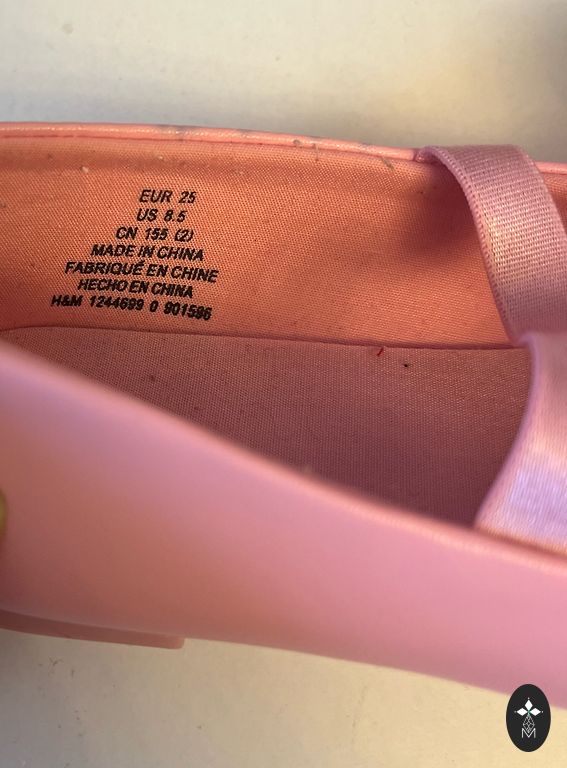 EUR 25
US 8.5
CN 155 (2)
MADE IN CHINA
FABRIQUÉ EN CHINE
HECHO EN CHINA
H&M 1244699 0 901596
M